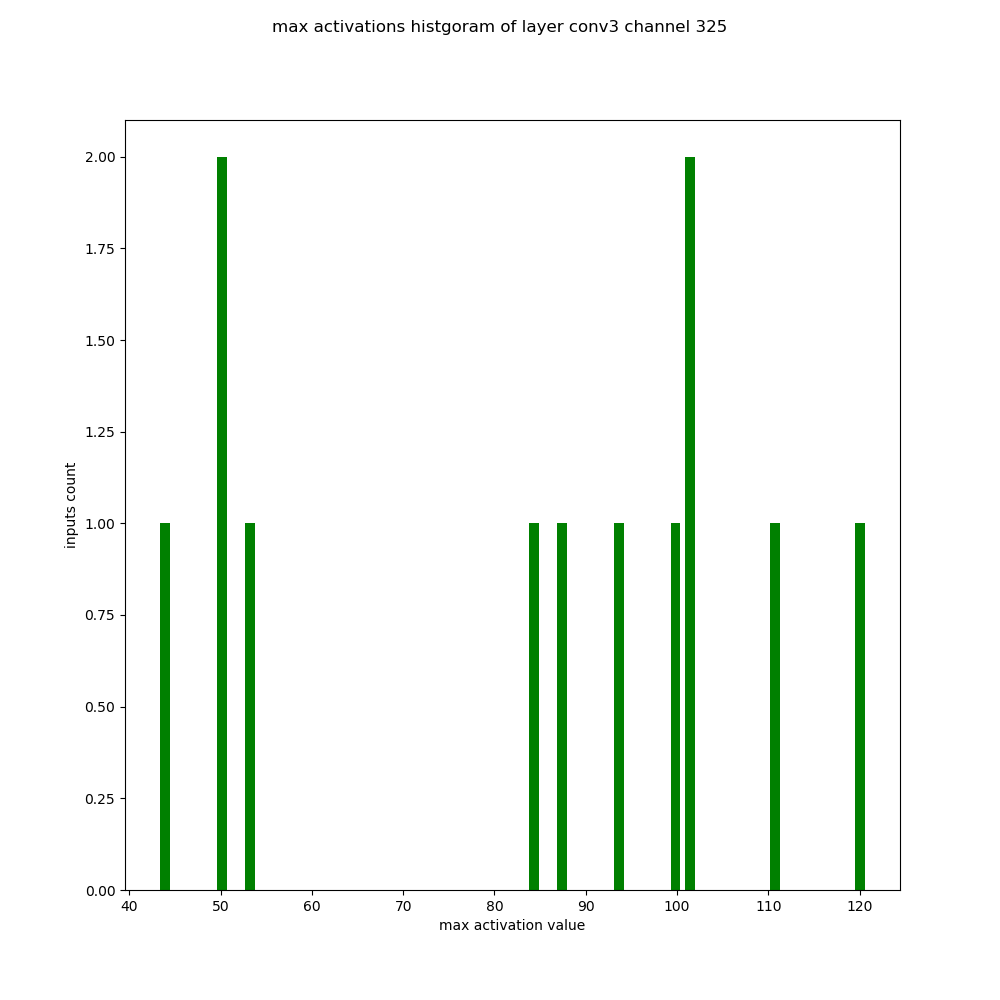 max activations histgoram of layer conv3 channel 325
2.00
1.75
1.50
1.25
1.00
0.75
0.50
0.25
0.00
inputs count
40 50 60 70 80 90 100 110 120
max activation value